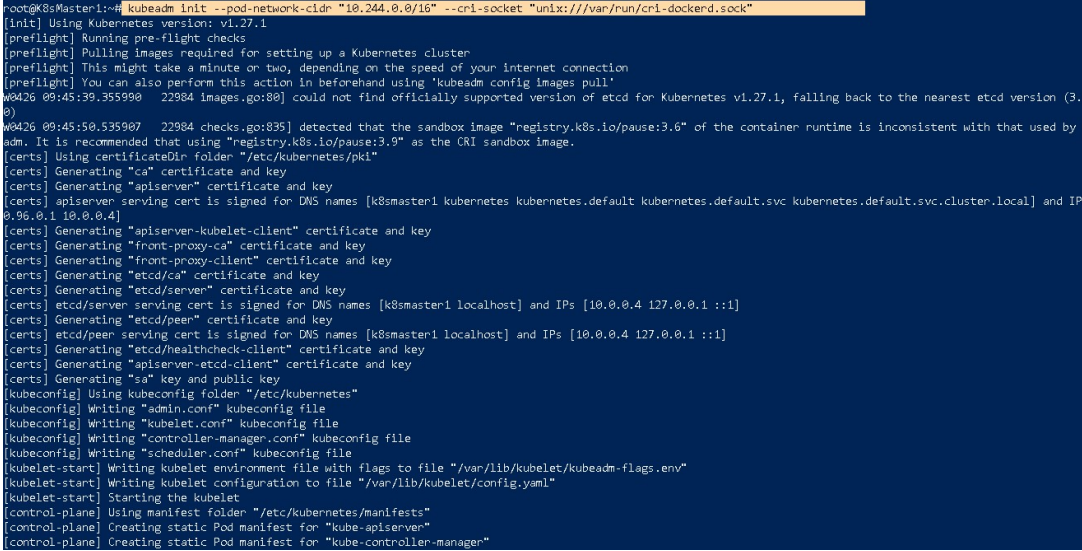 root@K8sMaster1:~# kubeadm init --pod-network-cidr "10.244.0.0/16" --cri-socket "unix:///var/run/cri-dockerd.sock"
[init] Using Kubernetes version: v1.27.1
[preflight] Running pre-flight checks
[preflight] Pulling images required for setting up a Kubernetes cluster
[preflight] This might take a minute or two, depending on the speed of your internet connection
[preflight] You can also perform this action in beforehand using 'kubeadm config images pull'
W0426 09:45:39.355990   22984 images.go:80] could not find officially supported version of etcd for Kubernetes v1.27.1, falling back to the nearest etcd version (3.
0)
W0426 09:45:50.535907   22984 checks.go:835] detected that the sandbox image "registry.k8s.io/pause:3.6" of the container runtime is inconsistent with that used by
adm. It is recommended that using "registry.k8s.io/pause:3.9" as the CRI sandbox image.
[certs] Using certificateDir folder "/etc/kubernetes/pki"
[certs] Generating "ca" certificate and key
[certs] Generating "apiserver" certificate and key
[certs] apiserver serving cert is signed for DNS names [k8smaster1 kubernetes kubernetes.default kubernetes.default.svc kubernetes.default.svc.cluster.local] and IP
0.96.0.1 10.0.0.4]
[certs] Generating "apiserver-kubelet-client" certificate and key
[certs] Generating "front-proxy-ca" certificate and key
[certs] Generating "front-proxy-client" certificate and key
[certs] Generating "etcd/ca" certificate and key
[certs] Generating "etcd/server" certificate and key
[certs] etcd/server serving cert is signed for DNS names [k8smaster1 localhost] and IPs [10.0.0.4 127.0.0.1 ::1]
[certs] Generating "etcd/peer" certificate and key
[certs] etcd/peer serving cert is signed for DNS names [k8smaster1 localhost] and IPs [10.0.0.4 127.0.0.1 ::1]
[certs] Generating "etcd/healthcheck-client" certificate and key
[certs] Generating "apiserver-etcd-client" certificate and key
[certs] Generating "sa" key and public key
[kubeconfig] Using kubeconfig folder "/etc/kubernetes"
[kubeconfig] Writing "admin.conf" kubeconfig file
[kubeconfig] Writing "kubelet.conf" kubeconfig file
[kubeconfig] Writing "controller-manager.conf" kubeconfig file
[kubeconfig] Writing "scheduler.conf" kubeconfig file
[kubelet-start] Writing kubelet environment file with flags to file "/var/lib/kubelet/kubeadm-flags.env"
[kubelet-start] Writing kubelet configuration to file "/var/lib/kubelet/config.yaml"
[kubelet-start] Starting the kubelet
[control-plane] Using manifest folder "/etc/kubernetes/manifests"
[control-plane] Creating static Pod manifest for "kube-apiserver"
[control-plane] Creating static Pod manifest for "kube-controller-manager"